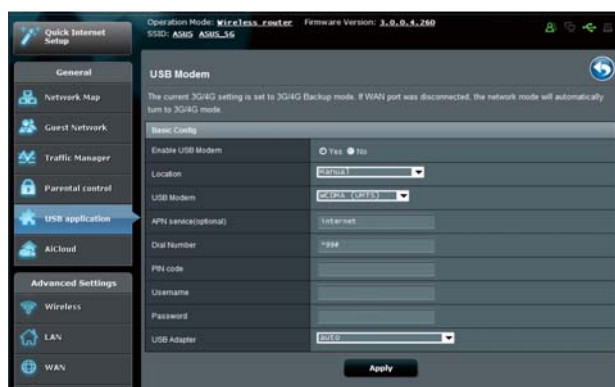 Quick Internet
Setup
Operation Mode: Wireless router Firmware Version: 3.0.0.4.260
SSID: ASUS ASUS_5G
General
Network Map
Guest Network
Traffic Manager
Parental control
USB application
AiCloud
Advanced Settings
Wireless
LAN
WAN
USB Modem
The current 3G/4G setting is set to 3G/4G Backup mode. If WAN port was disconnected, the network mode will automatically
turn to 3G/4G mode.
Basic Config
Enable USB Modem Yes No
Location Manual
USB Modem WCDMA (UMTS)
APN service(optional) internet
Dial Number *99#
PIN code
Username
Password
USB Adapter auto
Apply